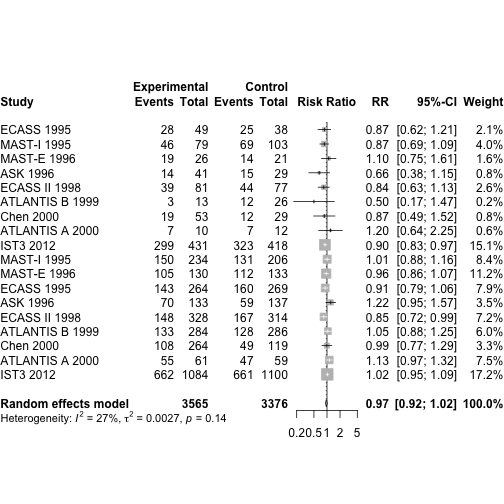 Experimental Control
Study Events Total Events Total Risk Ratio RR 95%-CI Weight
ECASS 1995 28 49 25 38 0.87 [0.62; 1.21] 2.1%
MAST-I 1995 46 79 69 103 0.87 [0.69; 1.09] 4.0%
MAST-E 1996 19 26 14 21 1.10 [0.75; 1.61] 1.7%
ASK 1996 14 41 15 29 0.66 [0.38; 1.15] 0.8%
ECASS II 1998 39 81 44 77 0.84 [0.63; 1.13] 2.7%
ATLANTIS B 1999 3 13 12 26 0.50 [0.17; 1.47] 0.2%
Chen 2000 19 53 12 29 0.87 [0.49; 1.52] 0.8%
ATLANTIS A 2000 7 10 7 12 1.20 [0.64; 2.25] 0.6%
IST3 2012 299 431 323 418 0.90 [0.83; 0.97] 15.1%
MAST-I 1995 150 234 131 206 1.01 [0.88; 1.16] 8.4%
MAST-E 1996 105 130 112 133 0.96 [0.86; 1.07] 11.2%
ECASS 1995 143 264 160 269 0.91 [0.79; 1.06] 7.7%
ASK 1996 70 133 59 137 1.22 [0.95; 1.57] 3.3%
ECASS II 1998 148 328 167 314 0.85 [0.72; 0.99] 7.1%
ATLANTIS B 1999 133 284 128 286 1.05 [0.88; 1.25] 6.0%
Chen 2000 108 264 49 119 0.99 [0.77; 1.29] 3.3%
ATLANTIS A 2000 55 61 47 59 1.13 [0.97; 1.32] 7.5%
IST3 2012 662 1084 661 1100 1.02 [0.95; 1.09] 17.2%
Random effects model 3565 3376 0.97 [0.92; 1.02] 100.0%
Heterogeneity: I² = 27%, τ² = 0.0027, p = 0.14
0.2 0.5 1 2 5